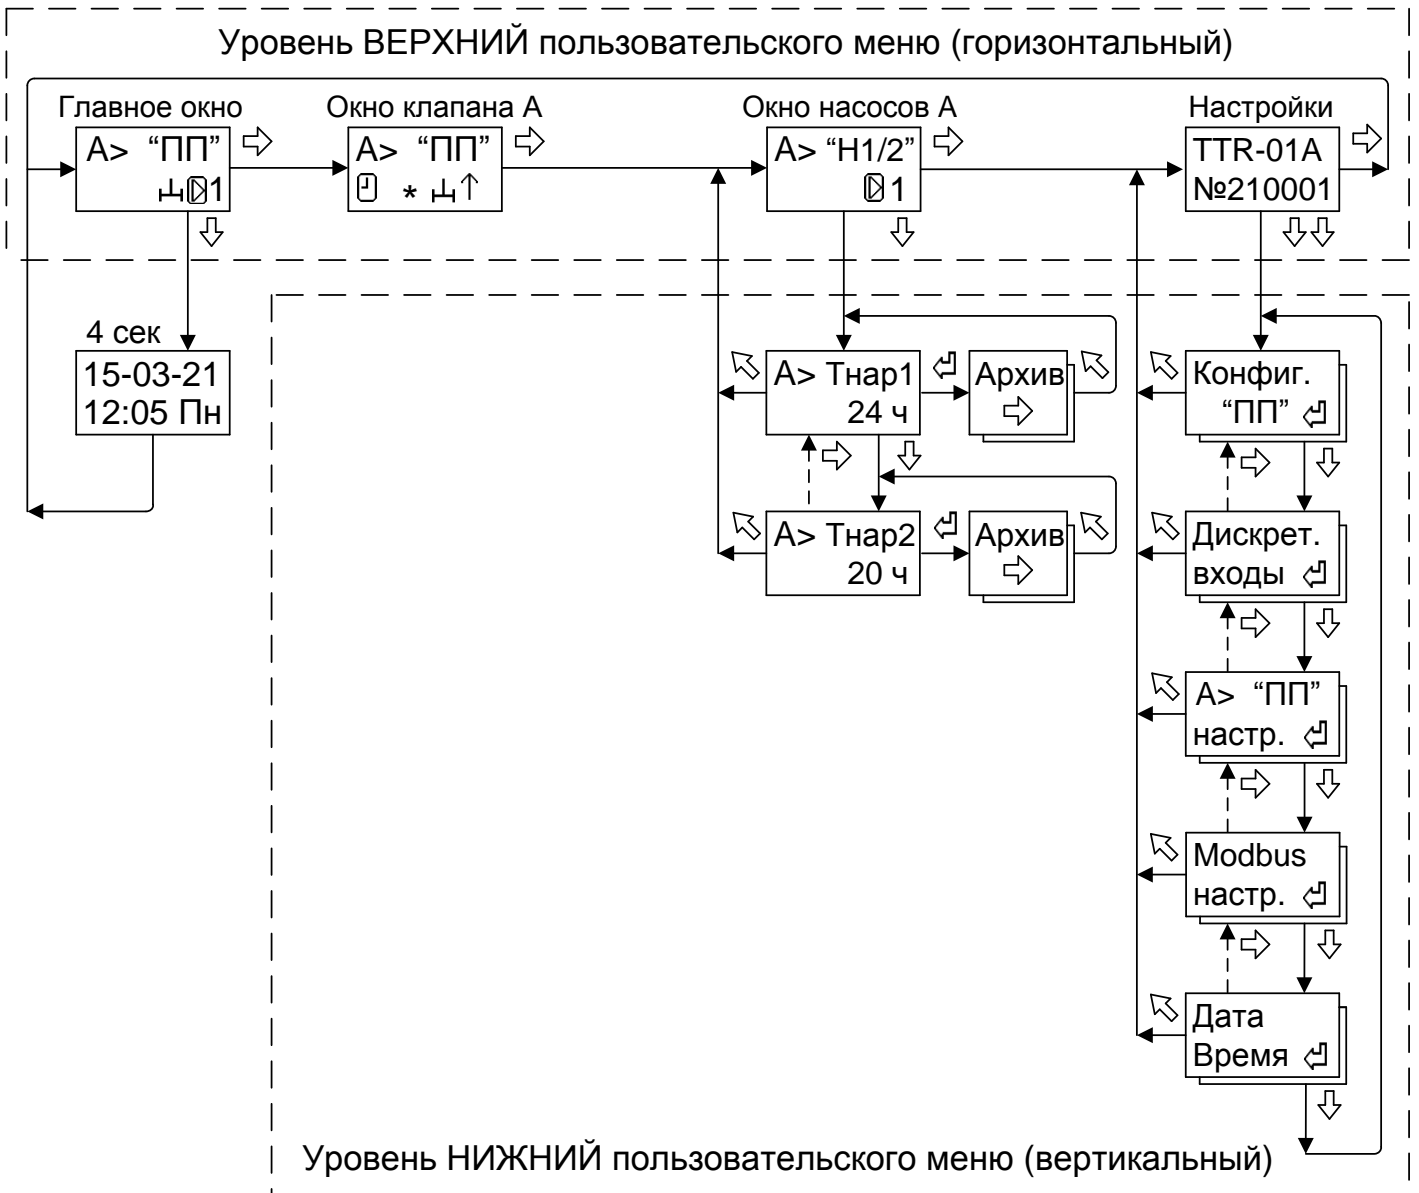 Уровень ВЕРХНИЙ пользовательского меню (горизонтальный)
Главное окно
A> “ПП”
1
Окно клапана А
A> “ПП”
*
Окно насосов А
A> “Н1/2”
1
Настройки
TTR-01A
№210001
4 сек
15-03-21
12:05 Пн
A> Тнар1
24 ч
Архив
A> Тнар2
20 ч
Архив
Конфиг.
“ПП”
Дискрет.
входы
A> “ПП”
настр.
Modbus
настр.
Дата
Время
Уровень НИЖНИЙ пользовательского меню (вертикальный)